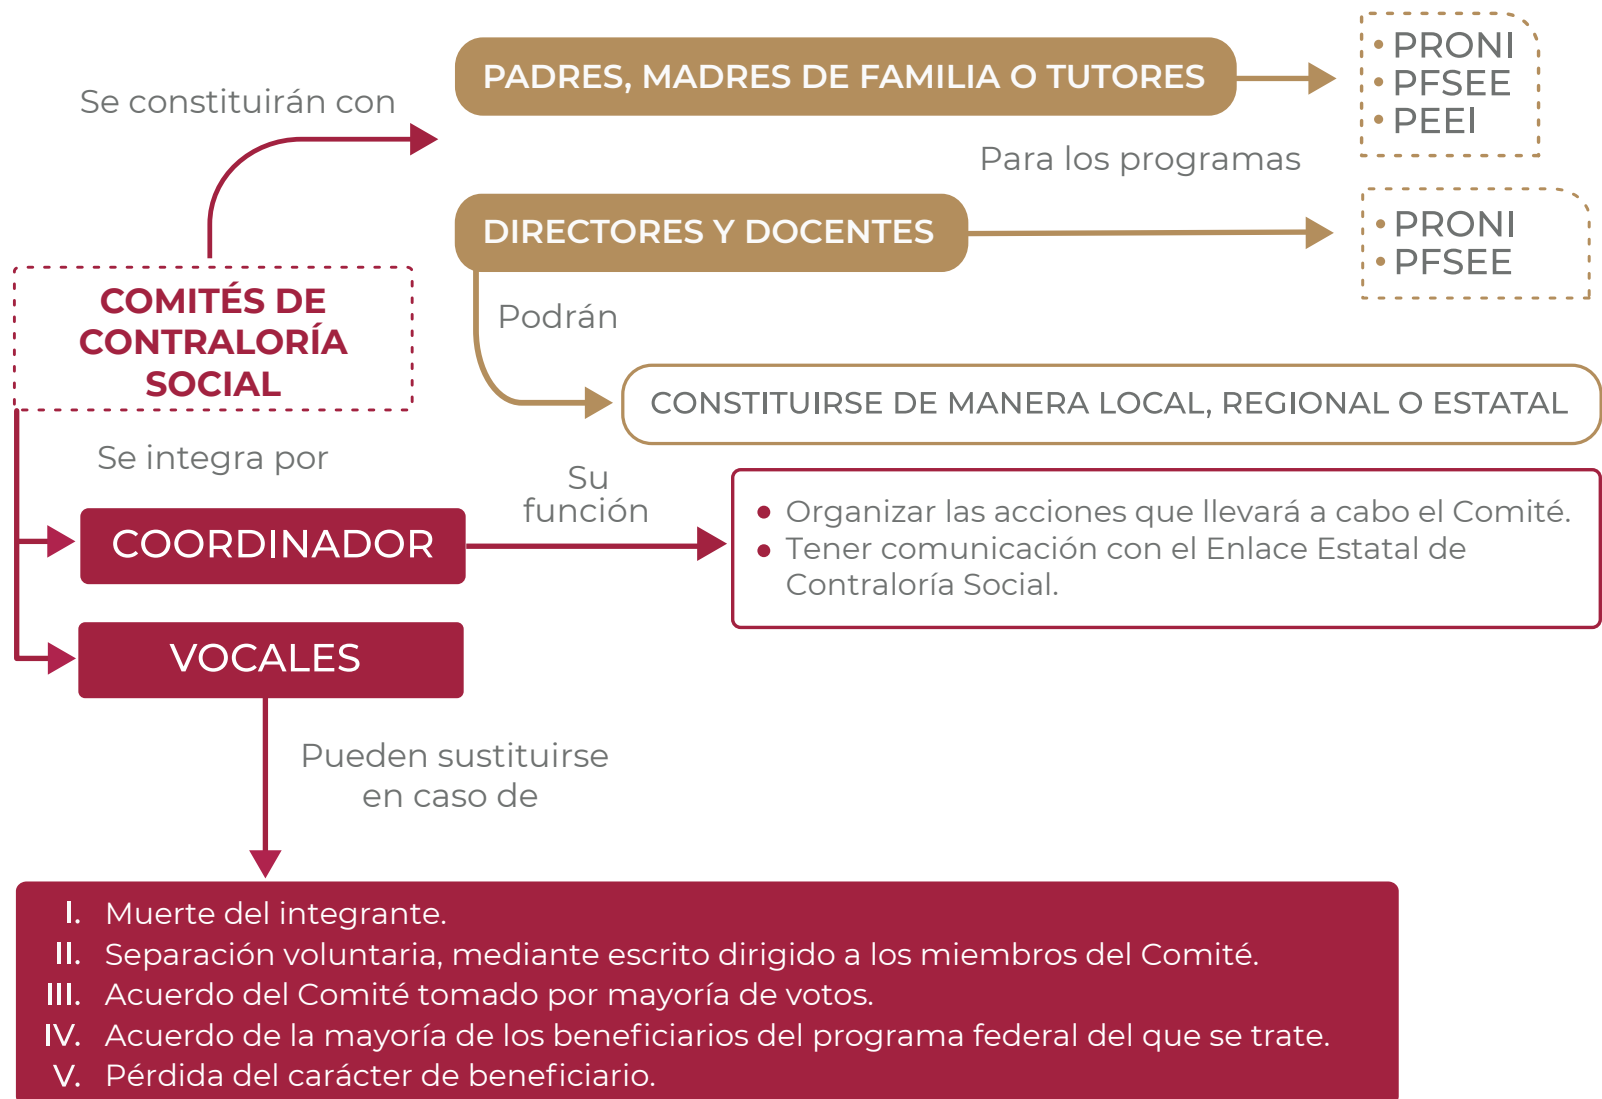 Se constituirán con
PADRES, MADRES DE FAMILIA O TUTORES
• PRONI
• PFSEE
• PEEI
Para los programas
DIRECTORES Y DOCENTES
• PRONI
• PFSEE
COMITÉS DE
CONTRALORÍA
SOCIAL
Podrán
CONSTITUIRSE DE MANERA LOCAL, REGIONAL O ESTATAL
Se integra por
COORDINADOR
Su
función
• Organizar las acciones que llevará a cabo el Comité.
• Tener comunicación con el Enlace Estatal de
Contraloría Social.
VOCALES
Pueden sustituirse
en caso de
I. Muerte del integrante.
II. Separación voluntaria, mediante escrito dirigido a los miembros del Comité.
III. Acuerdo del Comité tomado por mayoría de votos.
IV. Acuerdo de la mayoría de los beneficiarios del programa federal del que se trate.
V. Pérdida del carácter de beneficiario.